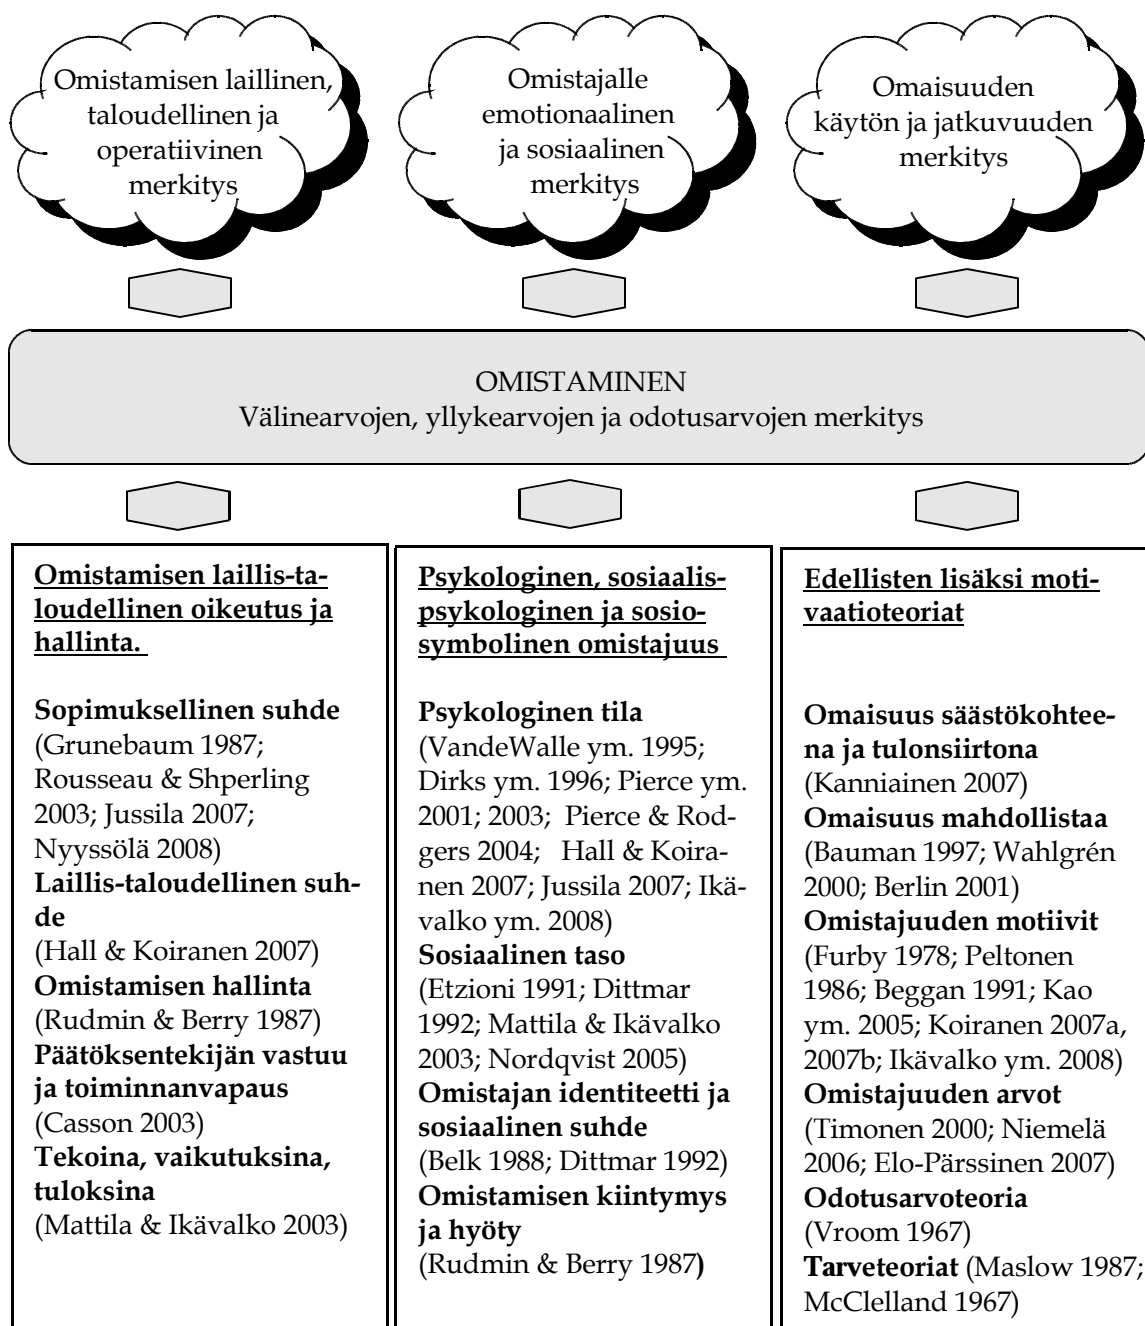 Omistamisen laillinen,
taloudellinen ja
operatiivinen
merkitys
Omistajalle
emotionaalinen
ja sosiaalinen
merkitys
Omaisuuden
käytön ja jatkuvuuden
merkitys
OMISTAMINEN
Välinearvojen, yllykearvojen ja odotusarvojen merkitys
Omistamisen laillis-ta-
loudellinen oikeutus ja
hallinta.
Sopimuksellinen suhde
(Grunebaum 1987;
Rousseau & Shperling
2003; Jussila 2007;
Nyyssölä 2008)
Laillis-taloudellinen suh-
de
(Hall & Koiranen 2007)
Omistamisen hallinta
(Rudmin & Berry 1987)
Päätöksentekijän vastuu
ja toiminnanvapaus
(Casson 2003)
Tekoina, vaikutuksina,
tuloksina
(Mattila & Ikävalko 2003)
Psykologinen, sosiaalis-
psykologinen ja sosio-
symbolinen omistajuus
Psykologinen tila
(VandeWalle ym. 1995;
Dirks ym. 1996; Pierce ym.
2001; 2003; Pierce & Rod-
gers 2004; Hall & Koira-
nen 2007; Jussila 2007; Ikä-
valko ym. 2008)
Sosiaalinen taso
(Etzioni 1991; Dittmar
1992; Mattila & Ikävalko
2003; Nordqvist 2005)
Omistajan identiteetti ja
sosiaalinen suhde
(Belk 1988; Dittmar 1992)
Omistamisen kiintymys
ja hyöty
(Rudmin & Berry 1987)
Edellisten lisäksi moti-
vaatioteoriat
Omaisuus säästökohtee-
na ja tulonsiirtona
(Kanniainen 2007)
Omaisuus mahdollistaa
(Bauman 1997; Wahlgrén
2000; Berlin 2001)
Omistajuuden motiivit
(Furby 1978; Peltonen
1986; Beggan 1991; Kao
ym. 2005; Koiranen 2007a,
2007b; Ikävalko ym. 2008)
Omistajuuden arvot
(Timonen 2000; Niemelä
2006; Elo-Pärssinen 2007)
Odotusarvoteoria
(Vroom 1967)
Tarveteoriat (Maslow 1987;
McClelland 1967)